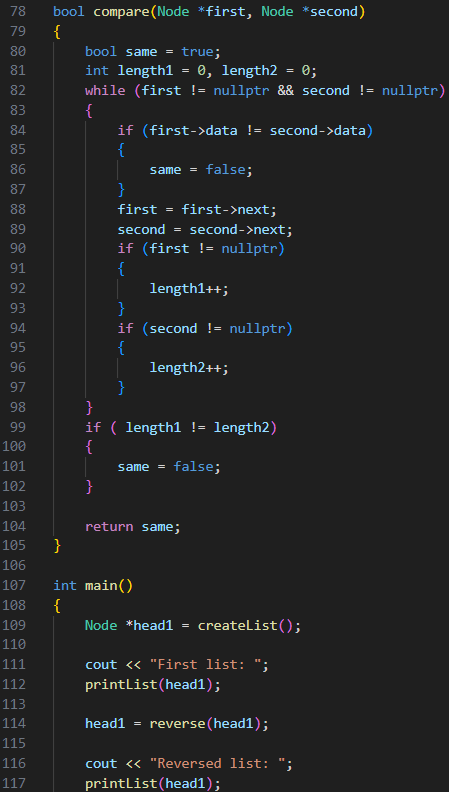 78 bool compare(Node *first, Node *second)
79 {
80     bool same = true;
81     int length1 = 0, length2 = 0;
82     while (first != nullptr && second != nullptr)
83     {
84         if (first->data != second->data)
85         {
86             same = false;
87         }
88         first = first->next;
89         second = second->next;
90         if (first != nullptr)
91         {
92             length1++;
93         }
94         if (second != nullptr)
95         {
96             length2++;
97         }
98     }
99     if ( length1 != length2)
100     {
101         same = false;
102     }
103
104     return same;
105 }
106
107 int main()
108 {
109     Node *head1 = createList();
110
111     cout << "First list: ";
112     printList(head1);
113
114     head1 = reverse(head1);
115
116     cout << "Reversed list: ";
117     printList(head1);